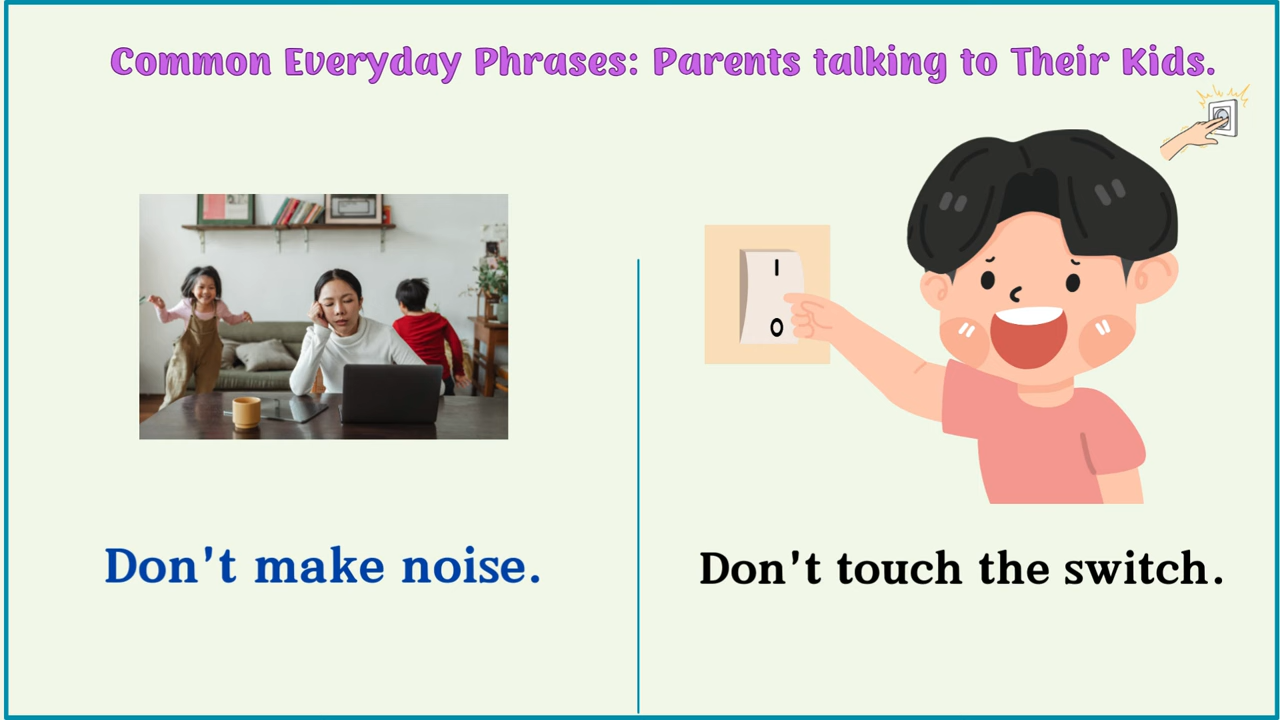 Common Everyday Phrases: Parents talking to Their Kids.
I
O
Don't make noise.
Don't touch the switch.